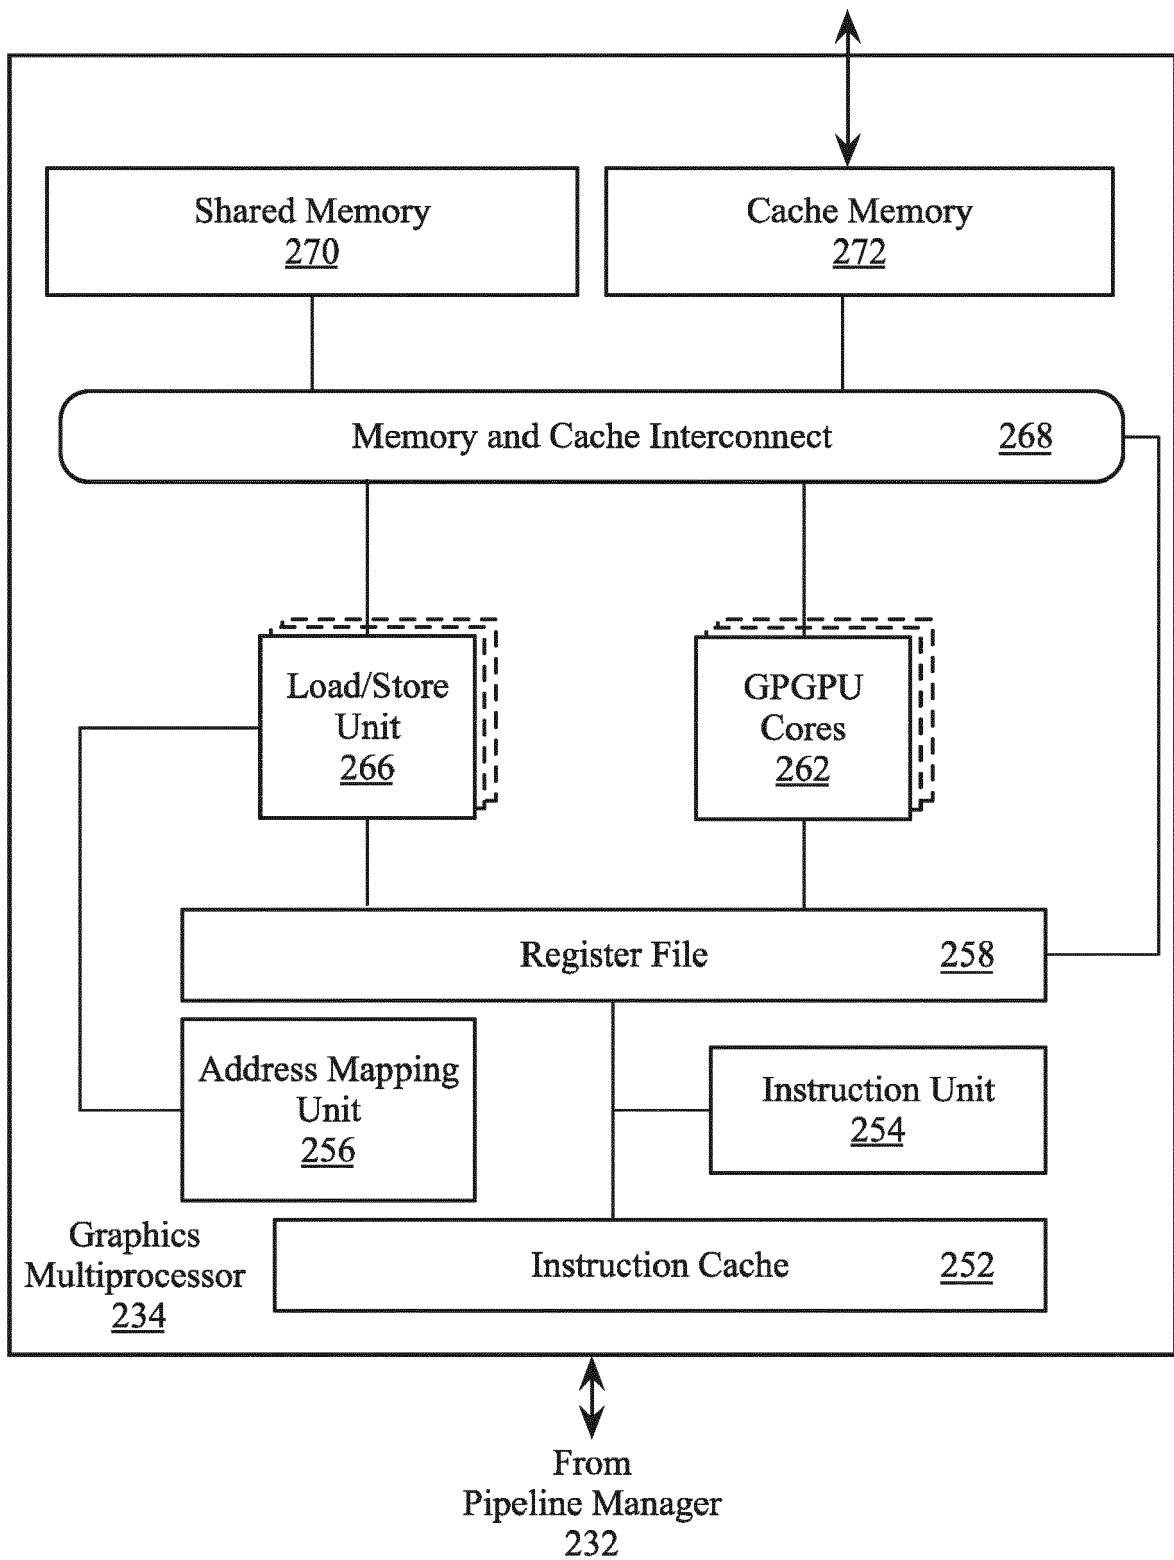 Shared Memory
270
Cache Memory
272
Memory and Cache Interconnect 268
Load/Store
Unit
266
GPGPU
Cores
262
Register File 258
Address Mapping
Unit
256
Instruction Unit
254
Graphics
Multiprocessor
234
Instruction Cache 252
From
Pipeline Manager
232